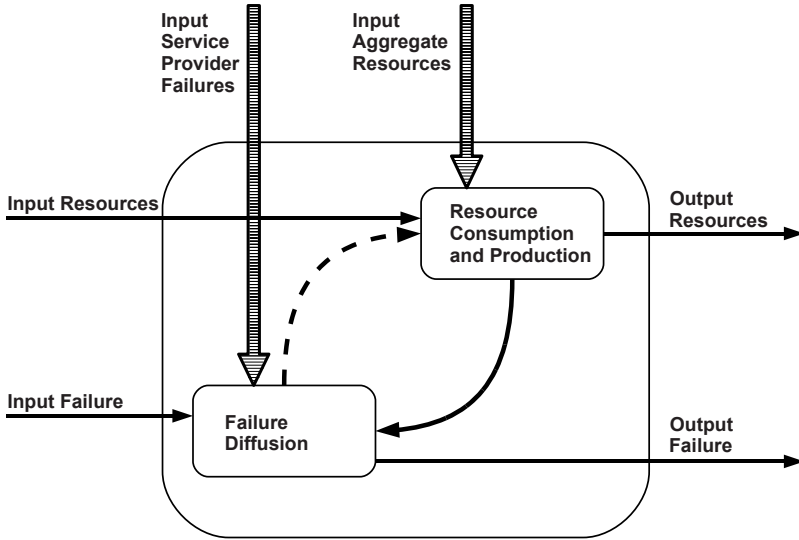 Input
Service
Provider
Failures
Input
Aggregate
Resources
Input Resources
Resource
Consumption
and Production
Output
Resources
Input Failure
Failure
Diffusion
Output
Failure